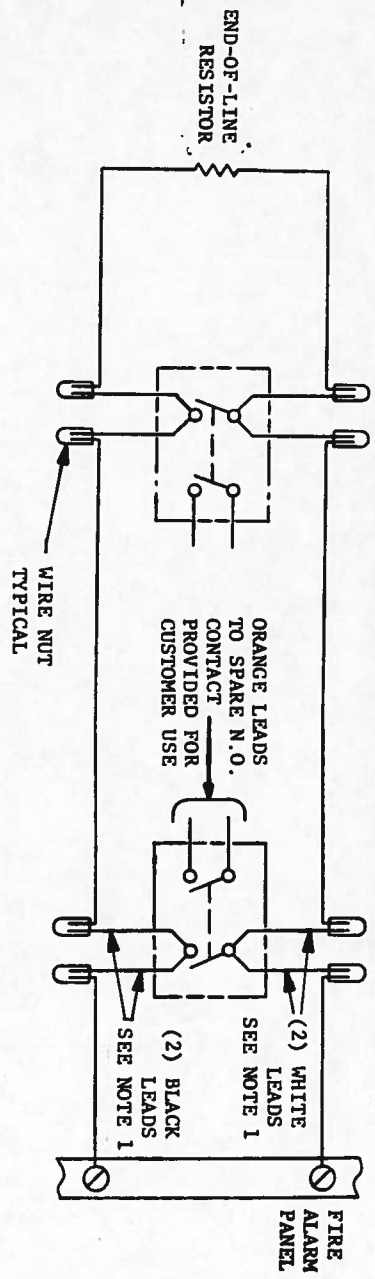 END-OF-LINE
RESISTOR
WIRE NUT
TYPICAL
ORANGE LEADS
TO SPARE N.O.
CONTACT
PROVIDED FOR
CUSTOMER USE
(2) WHITE
LEADS
SEE NOTE 1
(2) BLACK
LEADS
SEE NOTE 1
FIRE
ALARM
PANEL